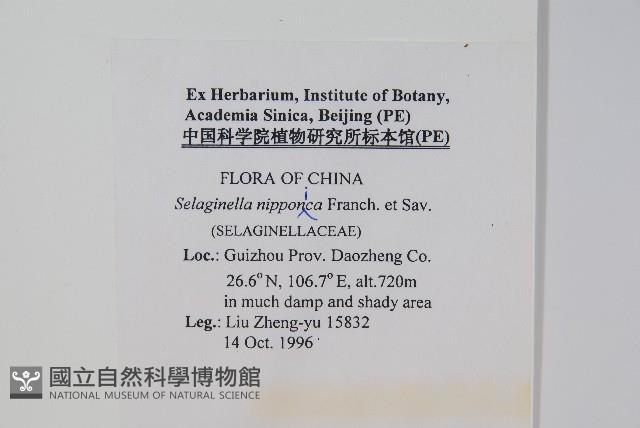 Ex Herbarium, Institute of Botany,
Academia Sinica, Beijing (PE)
中国科学院植物研究所标本馆(PE)
FLORA OF CHINA
i
Selaginella nipponca Franch. et Sav.
(SELAGINELLACEAE)
Loc.: Guizhou Prov. Daozheng Co.
26.6° N, 106.7° E, alt.720m
in much damp and shady area
Leg.: Liu Zheng-yu 15832
14 Oct. 1996
國立自然科學博物館
NATIONAL MUSEUM OF NATURAL SCIENCE